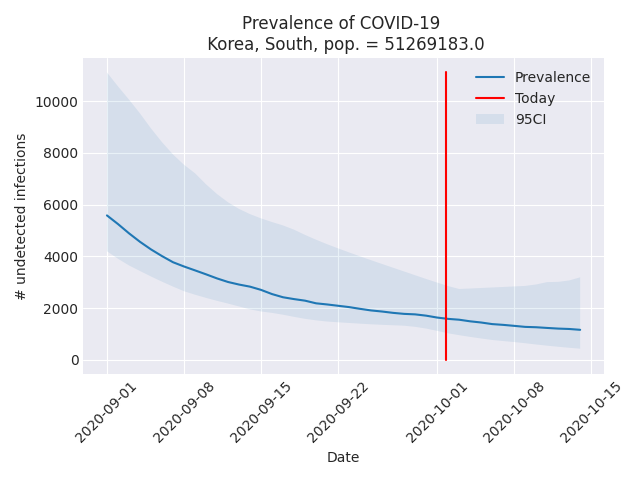 Prevalence of COVID-19
Korea, South, pop. = 51269183.0
Prevalence
Today
95CI
# undetected infections
10000
8000
6000
4000
2000
0
2020-09-01
2020-09-08
2020-09-15
2020-09-22
2020-10-01
2020-10-08
2020-10-15
Date